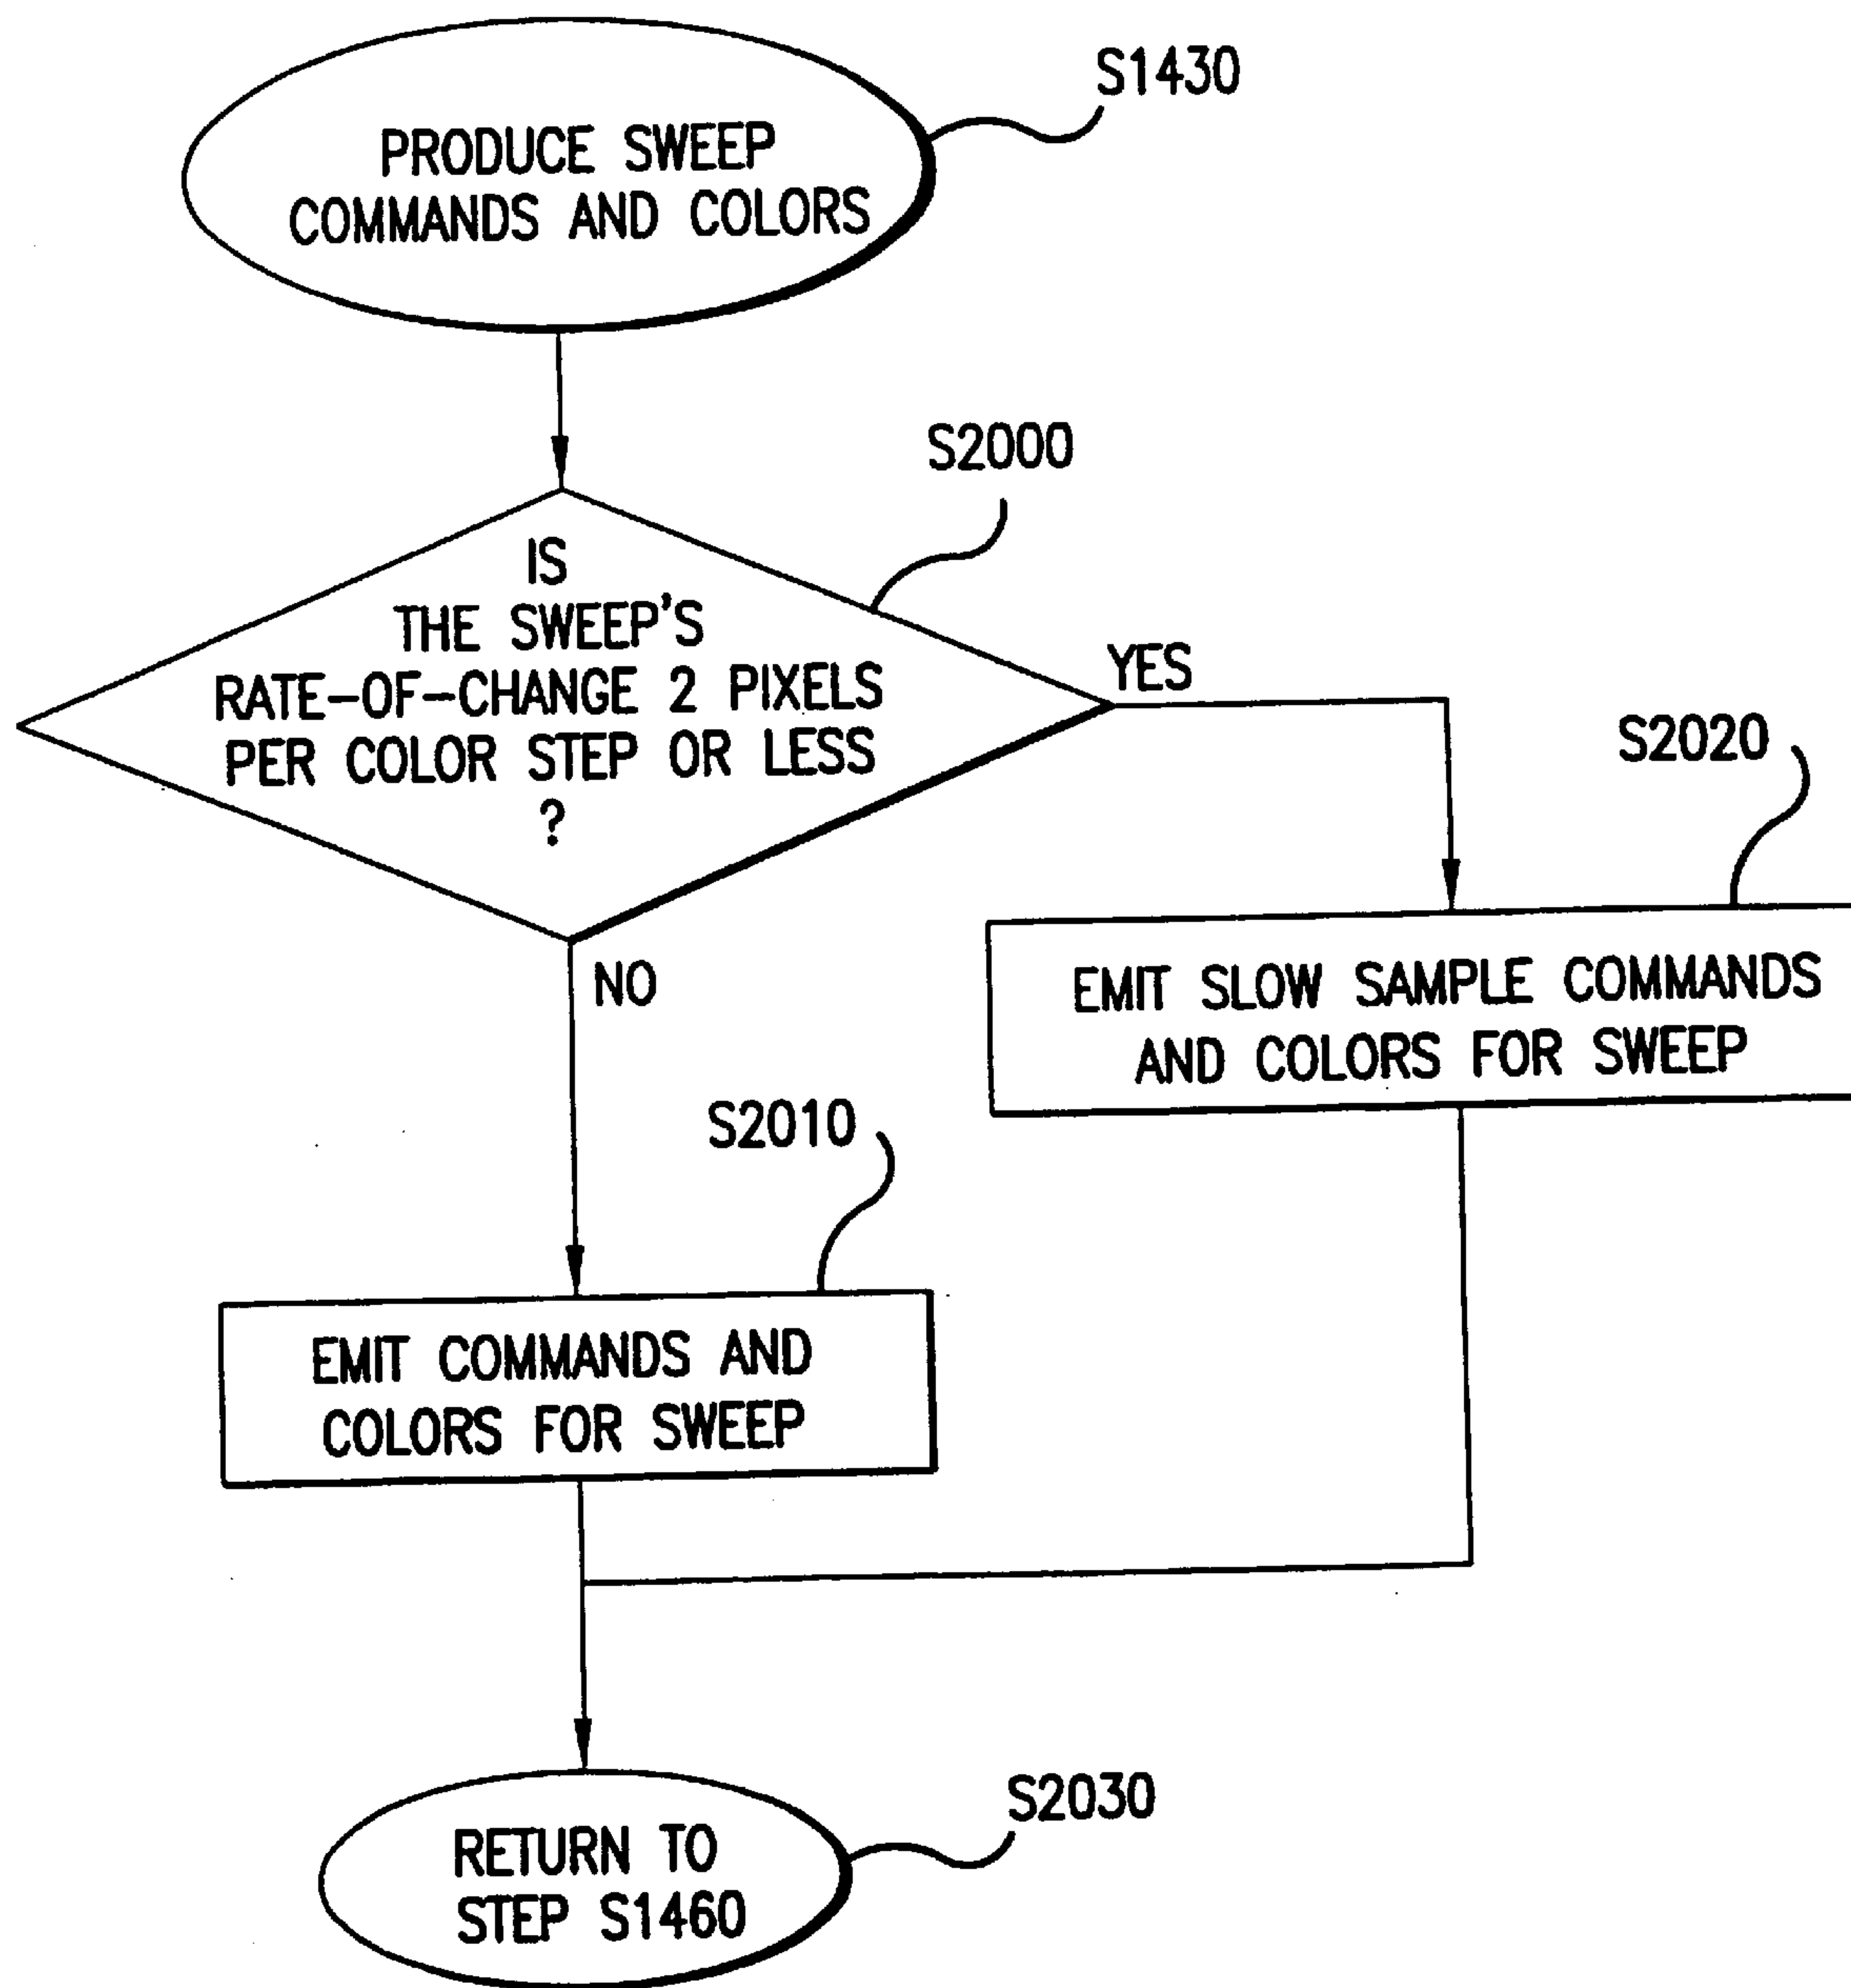 S1430
PRODUCE SWEEP
COMMANDS AND COLORS
S2000
IS
THE SWEEP'S
RATE-OF-CHANGE 2 PIXELS
PER COLOR STEP OR LESS
?
YES
S2020
NO
EMIT SLOW SAMPLE COMMANDS
AND COLORS FOR SWEEP
S2010
EMIT COMMANDS AND
COLORS FOR SWEEP
S2030
RETURN TO
STEP S1460